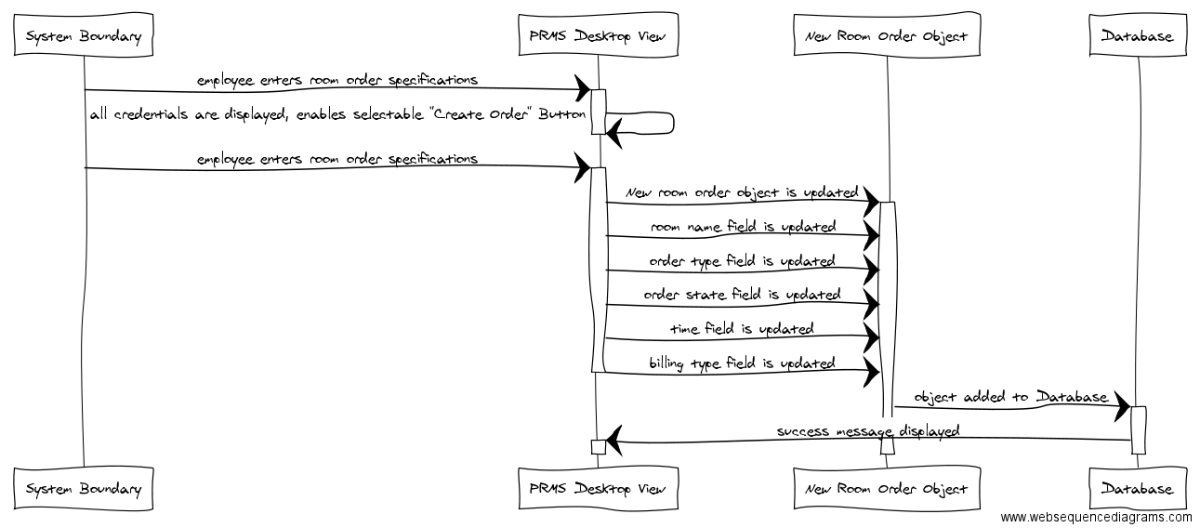 System Boundary PRMS Desktop View New Room Order Object Database
employee enters room order specifications
all credentials are displayed, enables selectable "Create Order" Button
employee enters room order specifications
New room order object is updated
room name field is updated
order type field is updated
order state field is updated
time field is updated
billing type field is updated
object added to Database
success message displayed
System Boundary PRMS Desktop View New Room Order Object Database
www.websequencediagrams.com